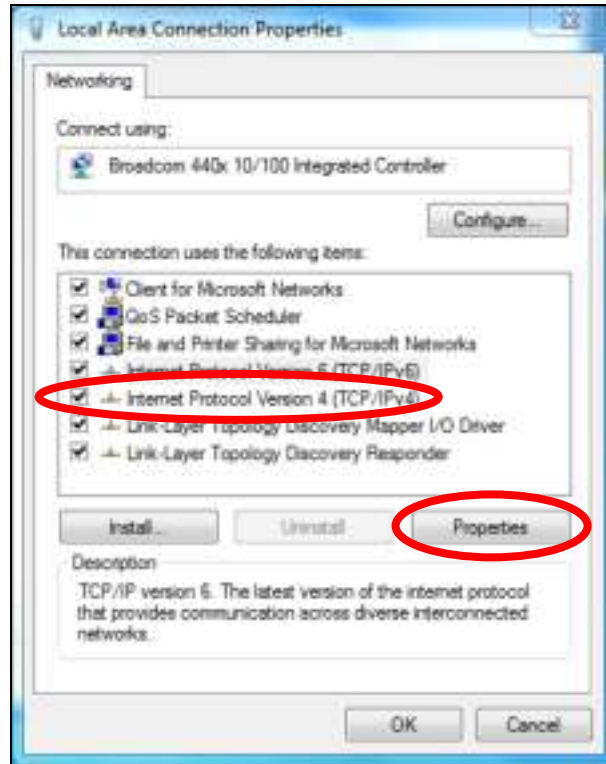 Local Area Connection Properties
Networking
Connect using:
Broadcom 440x 10/100 Integrated Controller
Configure...
This connection uses the following items:
Client for Microsoft Networks
QoS Packet Scheduler
File and Printer Sharing for Microsoft Networks
Internet Protocol Version 6 (TCP/IPv6)
Internet Protocol Version 4 (TCP/IPv4)
Link-Layer Topology Discovery Mapper I/O Driver
Link-Layer Topology Discovery Responder
Install...
Uninstall
Properties
Description
TCP/IP version 6. The latest version of the internet protocol
that provides communication across diverse interconnected
networks.
OK
Cancel